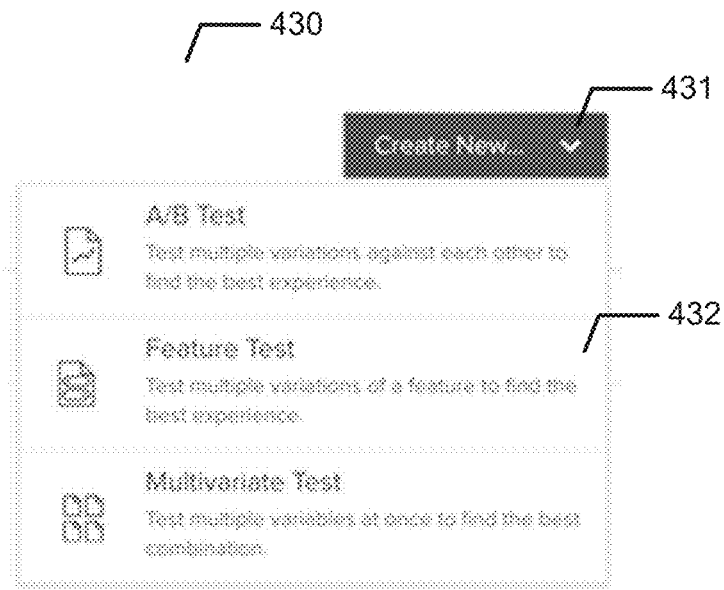 430
431
Create New...
A/B Test
Test multiple variations against each other to
find the best experience.
432
Feature Test
Test multiple variations of a feature to find the
best experience.
Multivariate Test
Test multiple variables at once to find the best
combination.